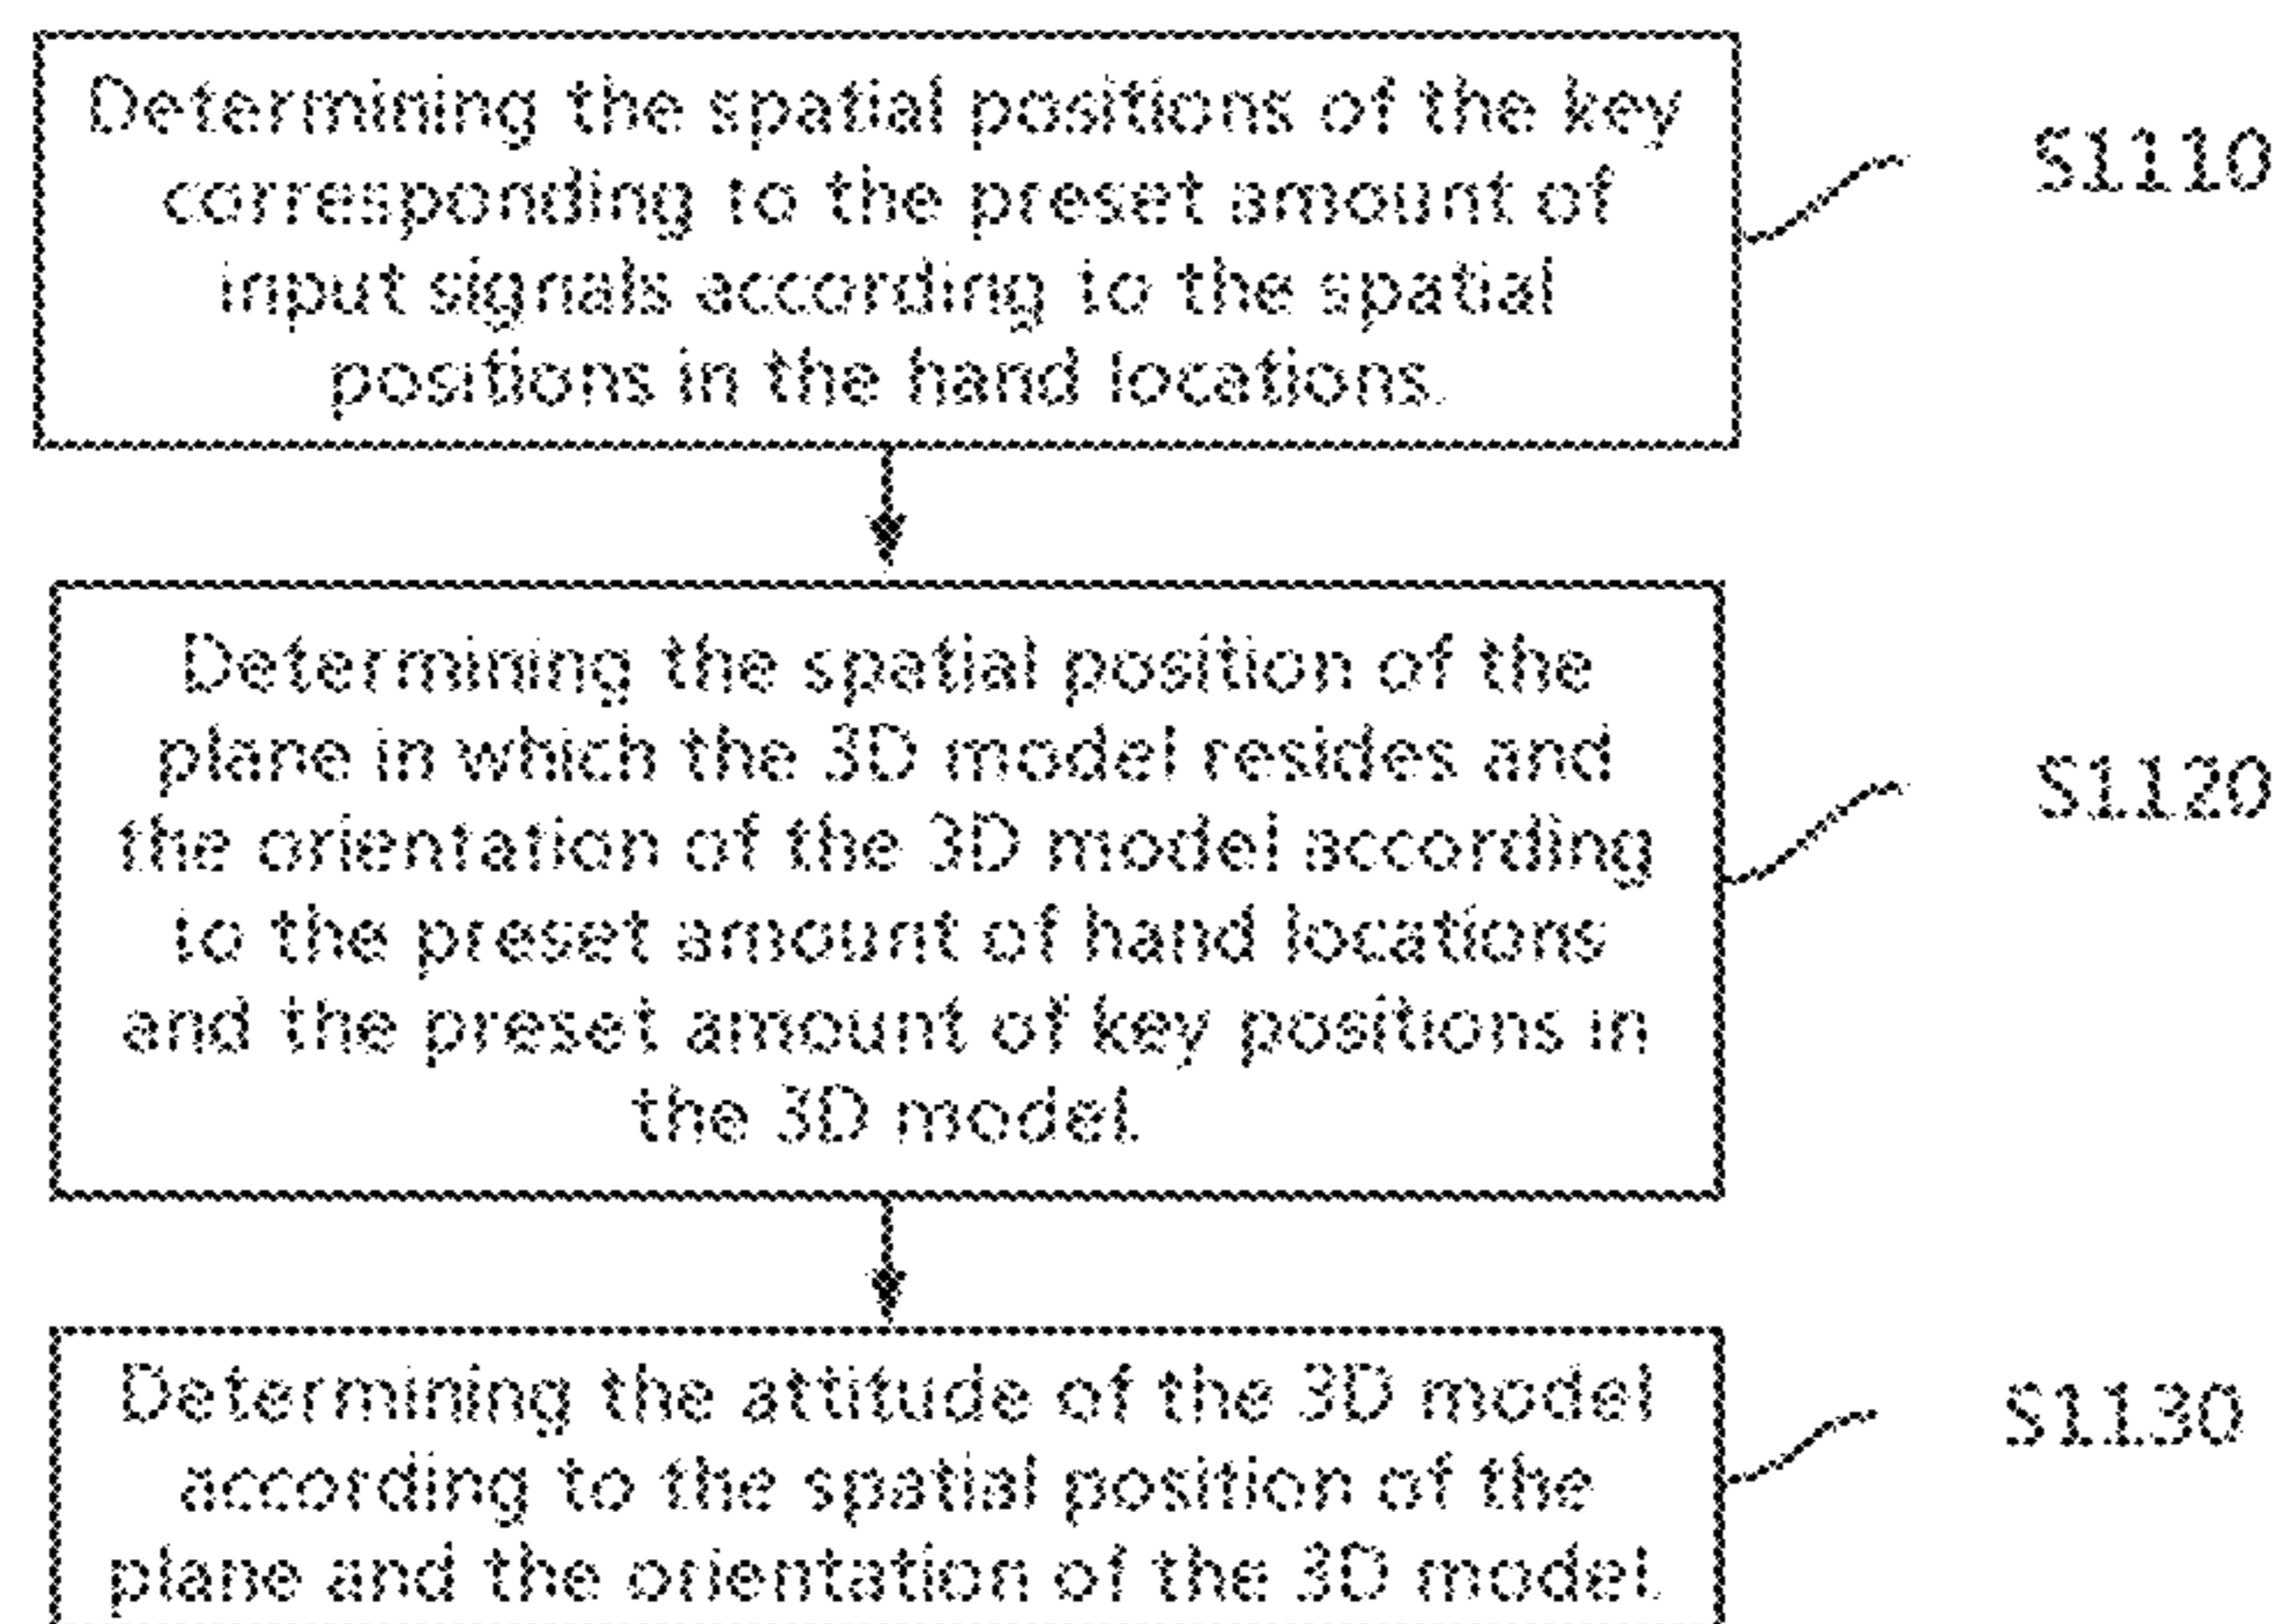 Determining the spatial positions of the key
corresponding to the preset amount of
input signals according to the spatial
positions in the hand locations.
S1110
Determining the spatial position of the
plane in which the 3D model resides and
the orientation of the 3D model according
to the preset amount of hand locations
and the preset amount of key positions in
the 3D model.
S1120
Determining the attitude of the 3D model
according to the spatial position of the
plane and the orientation of the 3D model.
S1130